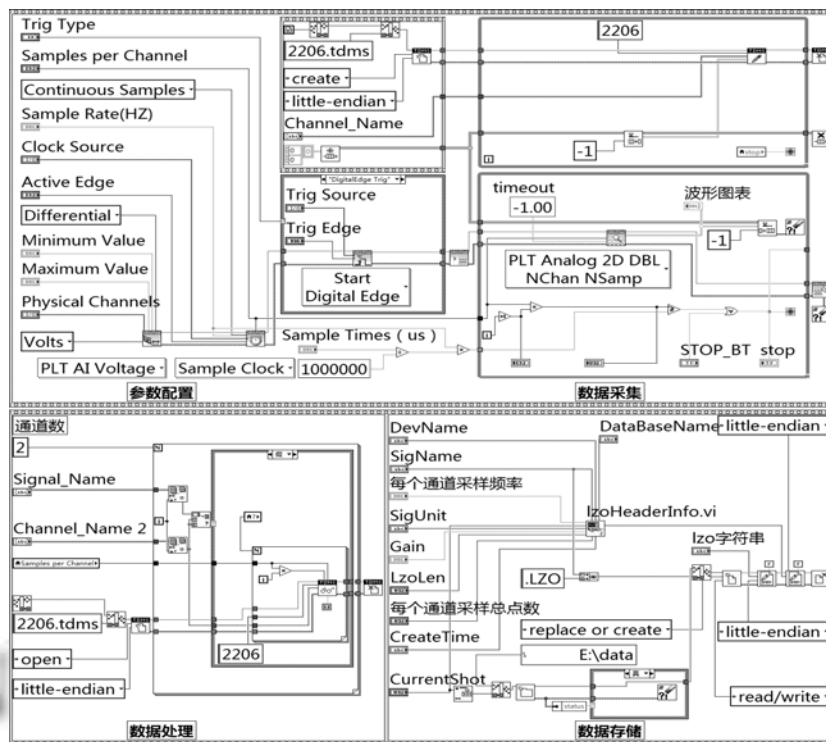 Trig Type
Samples per Channel
Continuous Samples
Sample Rate(HZ)
Clock Source
Active Edge
Differential
Minimum Value
Maximum Value
Physical Channels
Volts
PLT AI Voltage
Sample Clock
参数配置
2206.tdms
create
little-endian
Channel_Name
"DigitalEdge Trig"
Trig Source
Trig Edge
Start
Digital Edge
Sample Times（us）
1000000
2206
-1
stop
i
timeout
-1.00
波形图表
-1
PLT Analog 2D DBL
NChan NSamp
i
STOP_BT stop
数据采集
通道数
2
N
Signal_Name
Channel_Name 2
Samples per Channel
2206.tdms
open
little-endian
i
假
N
i
2206
数据处理
DevName
SigName
每个通道采样频率
SigUnit
Gain
LzoLen
每个通道采样总点数
CreateTime
CurrentShot
DataBaseName
little-endian
lzoHeaderInfo.vi
lzo字符串
.LZO
replace or create
little-endian
E:\data
真
status
read/write
数据存储